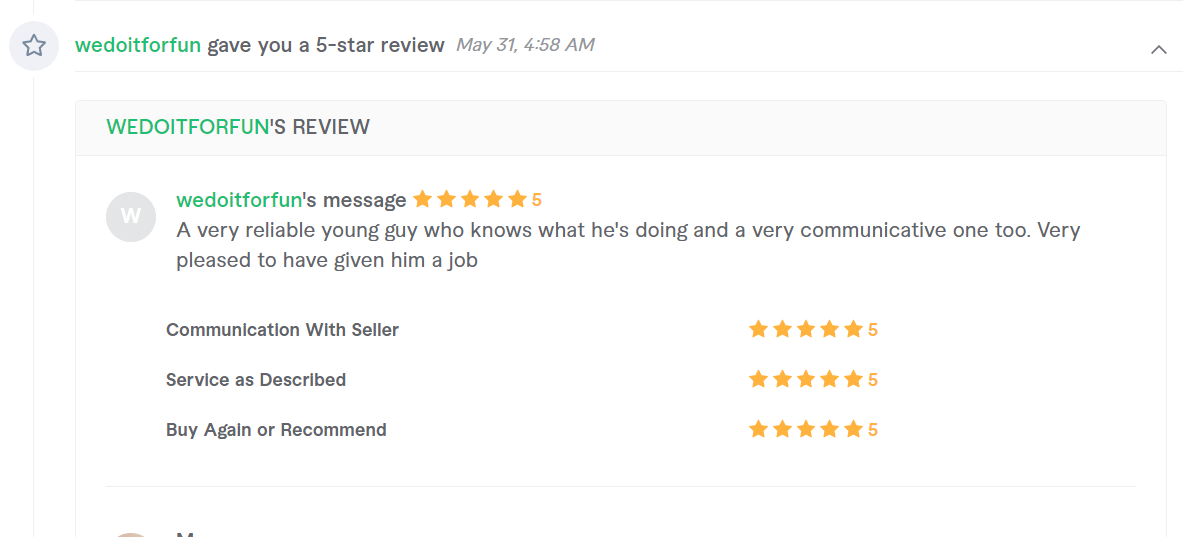 wedoitforfun gave you a 5-star review May 31, 4:58 AM
WEDOITFORFUN'S REVIEW
W
wedoitforfun's message 5
A very reliable young guy who knows what he's doing and a very communicative one too. Very
pleased to have given him a job
Communication With Seller 5
Service as Described 5
Buy Again or Recommend 5